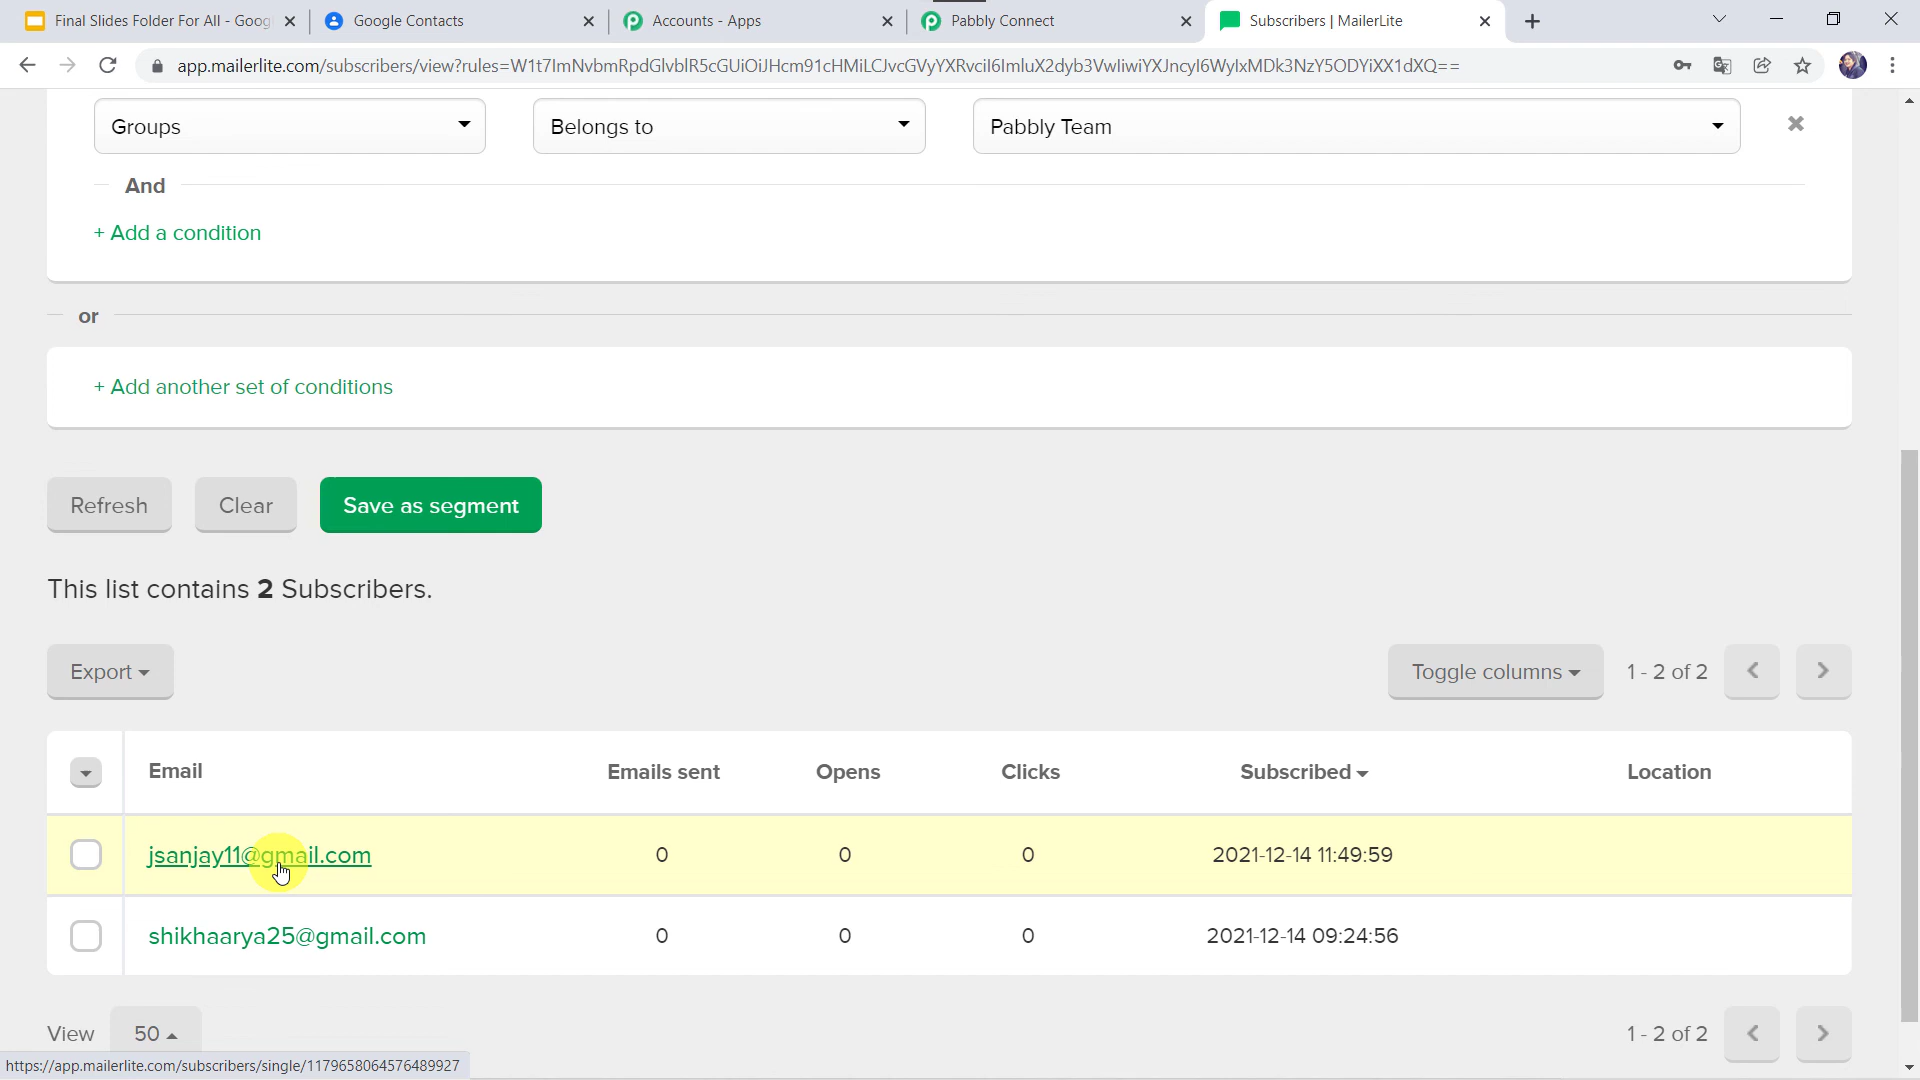 Final Slides Folder For All - Goog
Google Contacts
Accounts - Apps
Pabbly Connect
Subscribers | MailerLite
app.mailerlite.com/subscribers/view?rules=W1t7ImNvbmRpdGlvblR5cGUiOiJHcm91cHMiLCJvcGVyYXRvciI6ImluX2dyb3VwIiwiYXJncyI6WyIxMDk3NzY5ODYiXX1dXQ==
Groups
Belongs to
Pabbly Team
And
+ Add a condition
or
+ Add another set of conditions
Refresh
Clear
Save as segment
This list contains 2 Subscribers.
Export
Toggle columns
1 - 2 of 2
Email
Emails sent
Opens
Clicks
Subscribed
Location
jsanjay11@gmail.com
0
0
0
2021-12-14 11:49:59
shikhaarya25@gmail.com
0
0
0
2021-12-14 09:24:56
View
50
1 - 2 of 2
https://app.mailerlite.com/subscribers/single/1179658064576489927